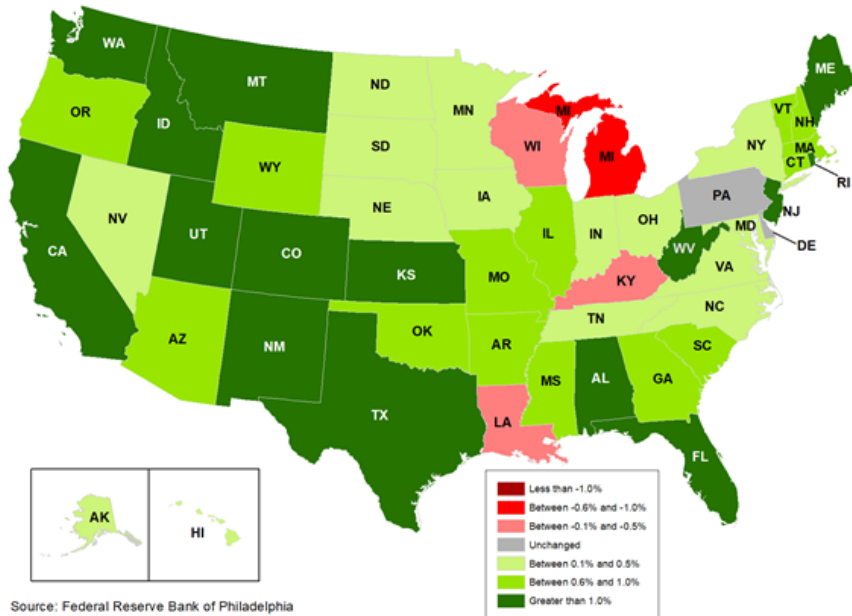 WA
MT
ND
MN
ME
OR
ID
SD
WI
MI
MI
VT
NH
NY
MA
CT
RI
WY
NE
IA
PA
NJ
NV
UT
CO
IL
IN
OH
MD
DE
CA
KS
MO
WV
VA
KY
AZ
NM
OK
AR
TN
NC
SC
TX
LA
MS
AL
GA
FL
AK
HI
Less than -1.0%
Between -0.6% and -1.0%
Between -0.1% and -0.5%
Unchanged
Between 0.1% and 0.5%
Between 0.6% and 1.0%
Greater than 1.0%
Source: Federal Reserve Bank of Philadelphia